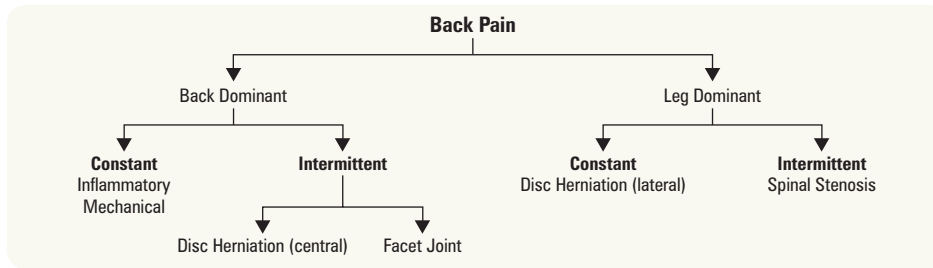 Back Pain
Back Dominant
Leg Dominant
Constant
Inflammatory
Mechanical
Intermittent
Disc Herniation (central)
Facet Joint
Constant
Disc Herniation (lateral)
Intermittent
Spinal Stenosis